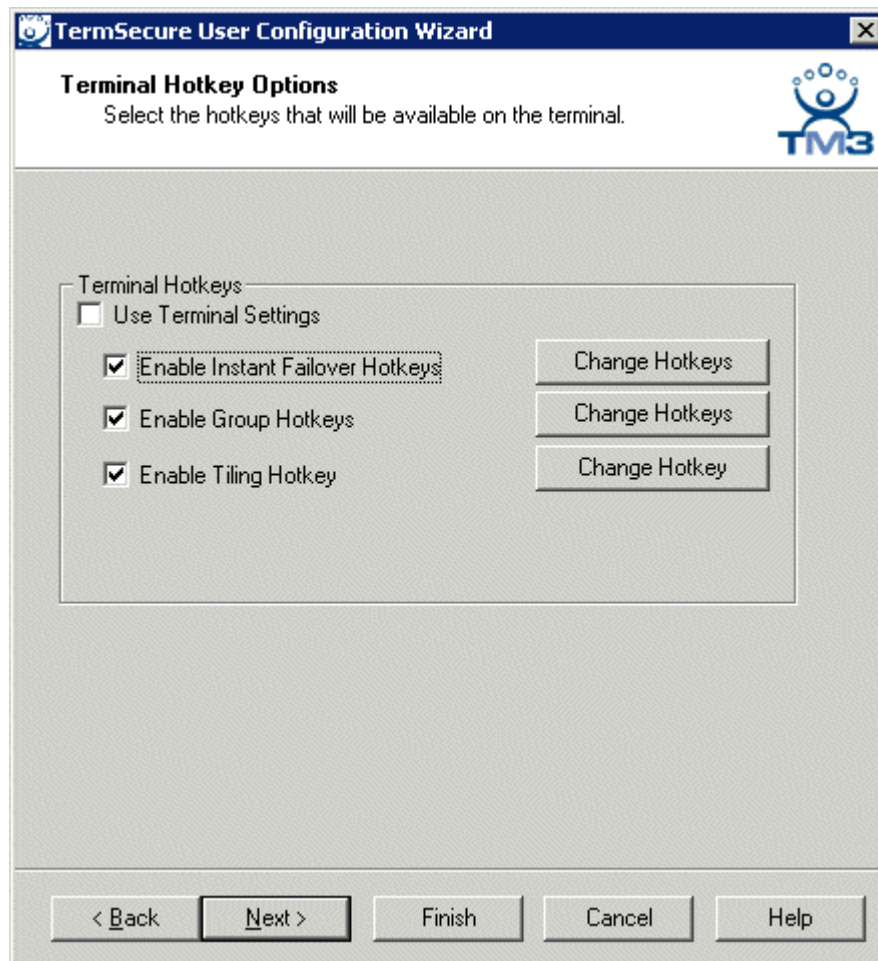 TermSecure User Configuration Wizard
Terminal Hotkey Options
Select the hotkeys that will be available on the terminal.
TM3
Terminal Hotkeys
Use Terminal Settings
Enable Instant Failover Hotkeys Change Hotkeys
Enable Group Hotkeys Change Hotkeys
Enable Tiling Hotkey Change Hotkey
< Back Next > Finish Cancel Help